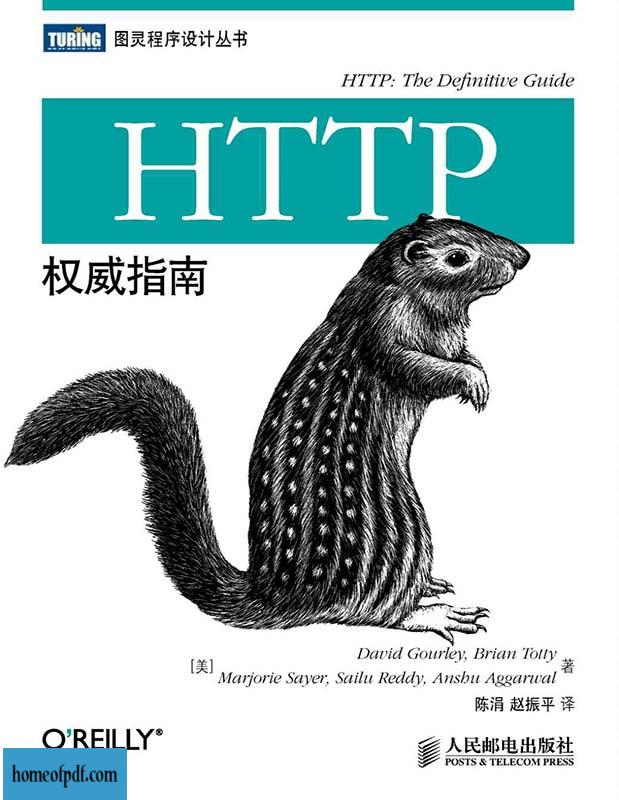 TURING 图灵程序设计丛书
HTTP: The Definitive Guide
HTTP
权威指南
David Gourley, Brian Totty
[美] Marjorie Sayer, Sailu Reddy, Anshu Aggarwal 著
陈涓 赵振平 译
O'REILLY®
人民邮电出版社
POSTS & TELECOM PRESS
homeofpdf.com